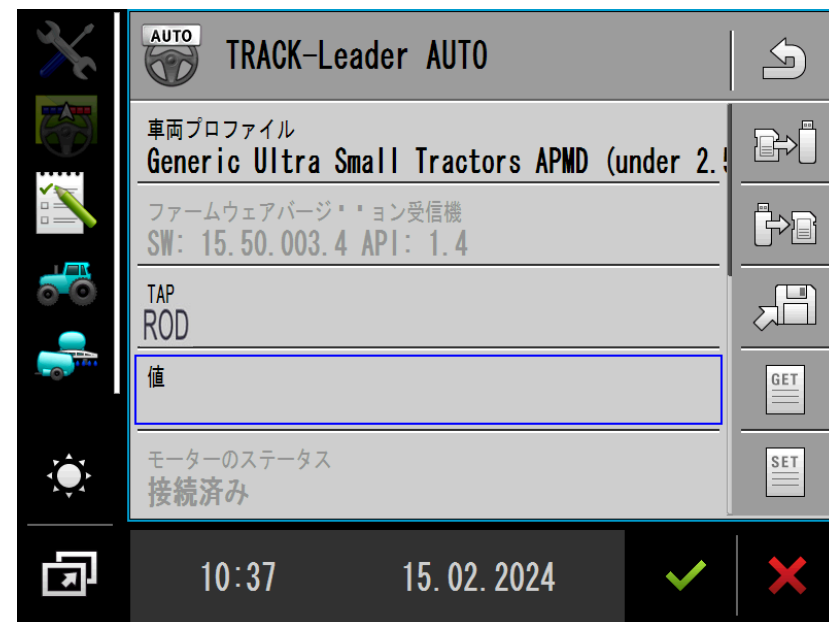 AUTO
TRACK-Leader AUTO
車両プロファイル
Generic Ultra Small Tractors APMD (under 2.
ファームウェアバージ・・ョン受信機
SW: 15.50.003.4 API: 1.4
TAP
ROD
値
GET
モーターのステータス
接続済み
SET
10:37
15.02.2024